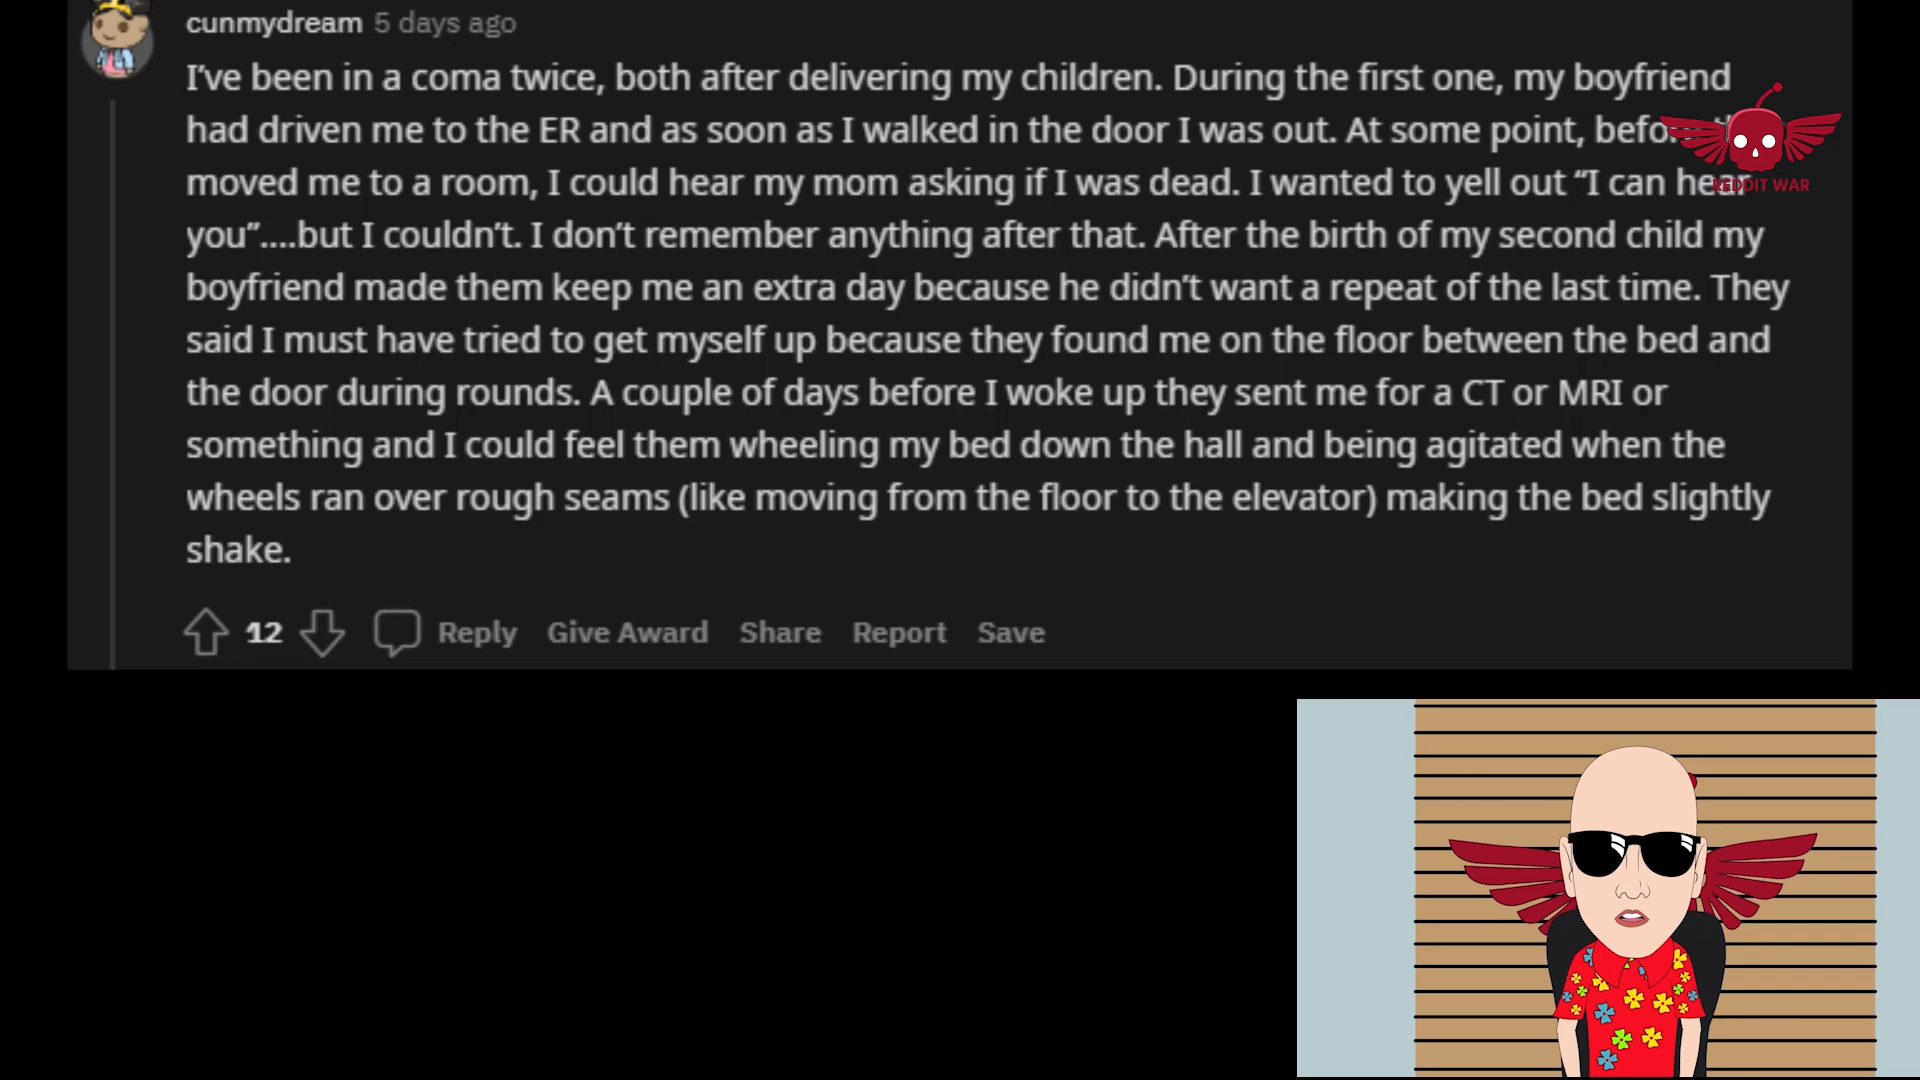 cunmydream 5 days ago
I've been in a coma twice, both after delivering my children. During the first one, my boyfriend
had driven me to the ER and as soon as I walked in the door I was out. At some point,
moved me to a room, I could hear my mom asking if I was dead. I wanted to yell out “I can
you”....but I couldn't. I don't remember anything after that. After the birth of my second child my
boyfriend made them keep me an extra day because he didn't want a repeat of the last time. They
said I must have tried to get myself up because they found me on the floor between the bed and
the door during rounds. A couple of days before I woke up they sent me for a CT or MRI or
something and I could feel them wheeling my bed down the hall and being agitated when the
wheels ran over rough seams (like moving from the floor to the elevator) making the bed slightly
shake.
12 Reply Give Award Share Report Save
REDDIT WAR